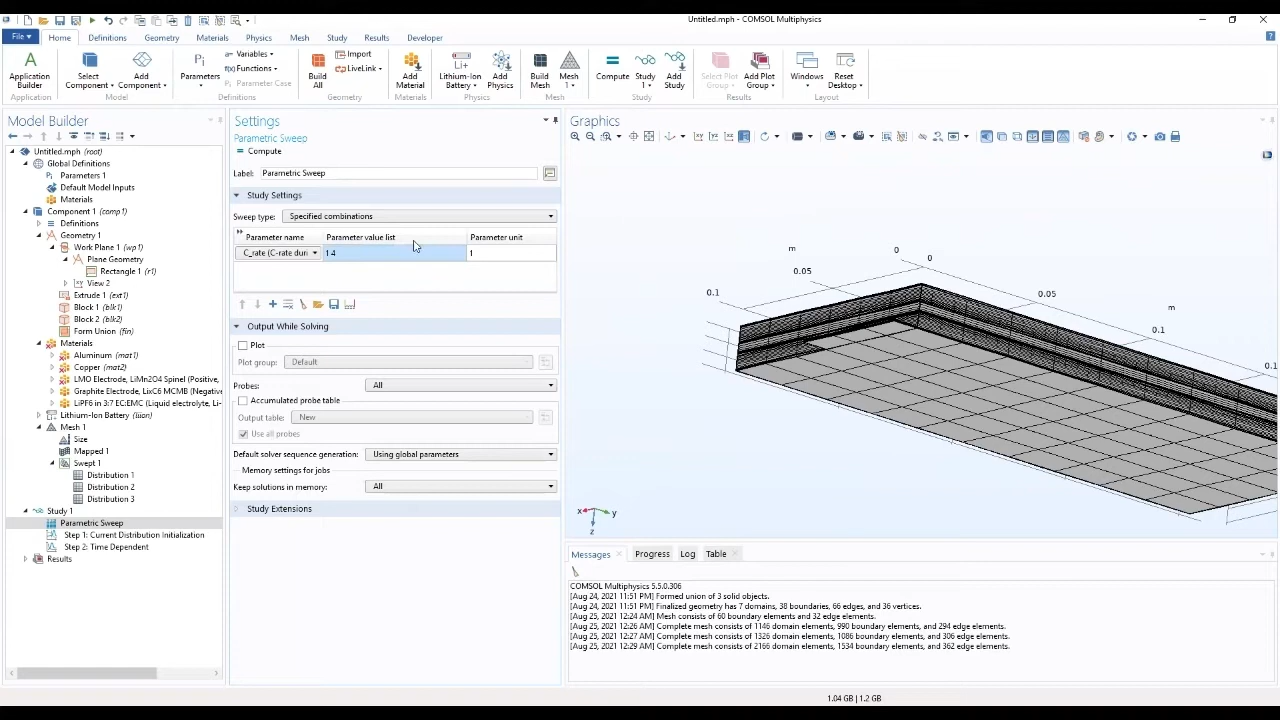 Untitled.mph - COMSOL Multiphysics
File
Home
Definitions
Geometry
Materials
Physics
Mesh
Study
Results
Developer
Application Builder
Application
Select Component
Add Component
Model
Parameters
a= Variables
f(x) Functions
Pi Parameter Case
Definitions
Build All
Import
LiveLink
Geometry
Add Material
Materials
Lithium-Ion Battery
Add Physics
Physics
Build Mesh
Mesh 1
Mesh
Compute
Study 1
Add Study
Study
Select Plot Group
Add Plot Group
Results
Windows
Reset Desktop
Layout
Model Builder
Untitled.mph (root)
Global Definitions
Pi Parameters 1
Default Model Inputs
Materials
Component 1 (comp1)
Definitions
Geometry 1
Work Plane 1 (wp1)
Plane Geometry
Rectangle 1 (r1)
View 2
Extrude 1 (ext1)
Block 1 (blk1)
Block 2 (blk2)
Form Union (fin)
Materials
Aluminum (mat1)
Copper (mat2)
LMO Electrode, LiMn2O4 Spinel (Positive,
Graphite Electrode, LixC6 MCMB (Negative
LiPF6 in 3:7 EC:EMC (Liquid electrolyte, Li-
Lithium-Ion Battery (liion)
Mesh 1
Size
Mapped 1
Swept 1
Distribution 1
Distribution 2
Distribution 3
Study 1
Parametric Sweep
Step 1: Current Distribution Initialization
Step 2: Time Dependent
Results
Settings
Parametric Sweep
= Compute
Label: Parametric Sweep
Study Settings
Sweep type: Specified combinations
Parameter name Parameter value list Parameter unit
C_rate (C-rate dun 1 4 1
Output While Solving
Plot
Plot group: Default
Probes: All
Accumulated probe table
Output table: New
Use all probes
Default solver sequence generation: Using global parameters
Memory settings for jobs
Keep solutions in memory: All
Study Extensions
Graphics
m
0
0
0.05
0.05
0.1
m
0.1
0.1
x
y
z
Messages Progress Log Table
COMSOL Multiphysics 5.5.0.306
[Aug 24, 2021 11:51 PM] Formed union of 3 solid objects.
[Aug 24, 2021 11:51 PM] Finalized geometry has 7 domains, 38 boundaries, 66 edges, and 36 vertices.
[Aug 25, 2021 12:24 AM] Mesh consists of 60 boundary elements and 32 edge elements.
[Aug 25, 2021 12:26 AM] Complete mesh consists of 1146 domain elements, 990 boundary elements, and 294 edge elements.
[Aug 25, 2021 12:27 AM] Complete mesh consists of 1326 domain elements, 1086 boundary elements, and 306 edge elements.
[Aug 25, 2021 12:29 AM] Complete mesh consists of 2166 domain elements, 1534 boundary elements, and 362 edge elements.
1.04 GB | 1.2 GB